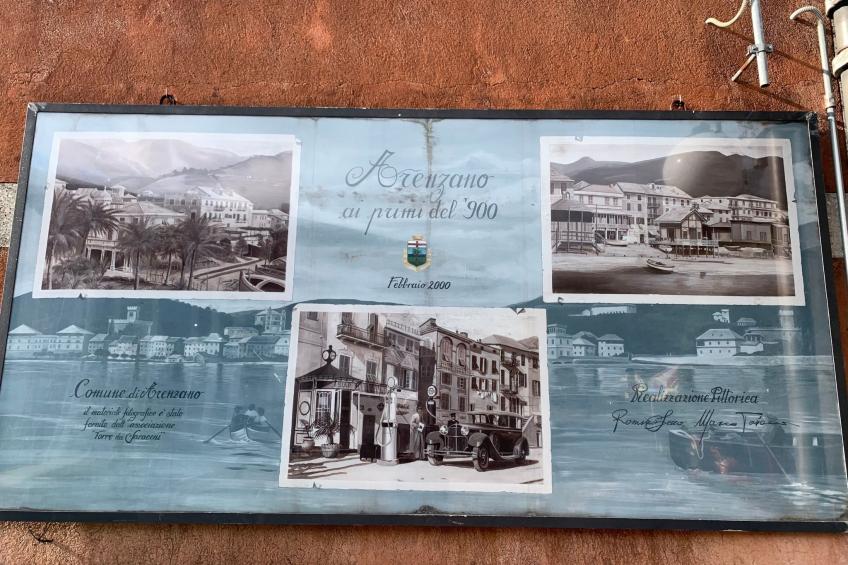 Arenzano
ai primi del '900
Febbraio 2000
Comune di Arenzano
il materiale fotografico è stato
fornito dall'associazione
"Torre dei Saraceni"
Realizzazione Pittorica